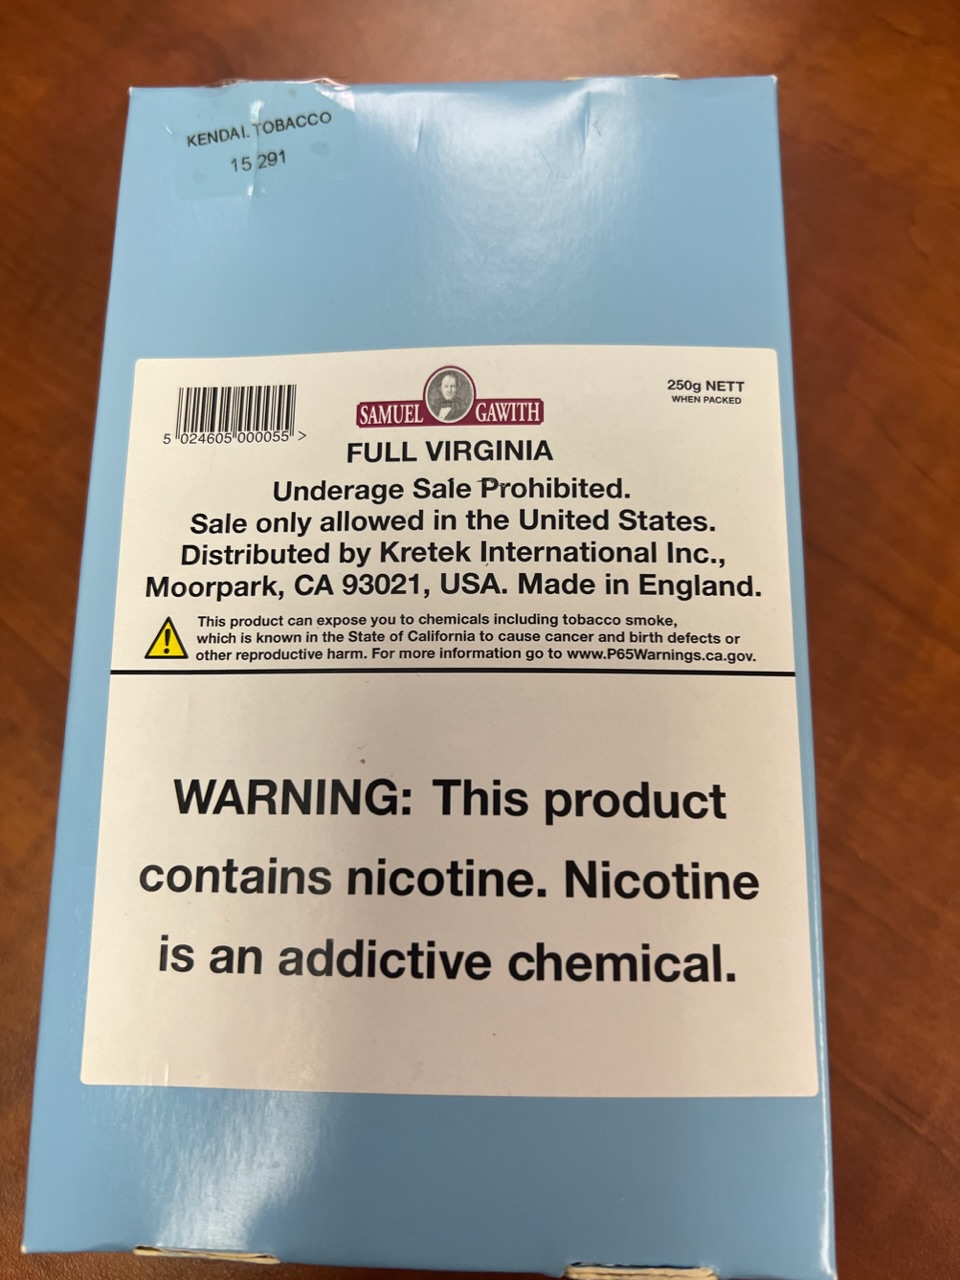 KENDAL TOBACCO
15 291
5 024605 000055 >
SAMUEL GAWITH
250g NETT
WHEN PACKED
FULL VIRGINIA
Underage Sale Prohibited.
Sale only allowed in the United States.
Distributed by Kretek International Inc.,
Moorpark, CA 93021, USA. Made in England.
This product can expose you to chemicals including tobacco smoke,
which is known in the State of California to cause cancer and birth defects or
other reproductive harm. For more information go to www.P65Warnings.ca.gov.
WARNING: This product
contains nicotine. Nicotine
is an addictive chemical.